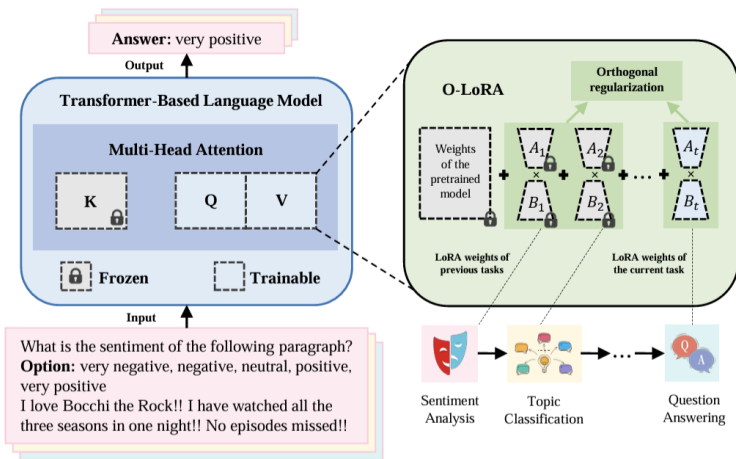 Answer: very positive
Output
Transformer-Based Language Model
Multi-Head Attention
K
Q
V
Frozen
Trainable
Input
What is the sentiment of the following paragraph?
Option: very negative, negative, neutral, positive,
very positive
I love Bocchi the Rock!! I have watched all the
three seasons in one night!! No episodes missed!!
O-LoRA
Orthogonal
regularization
Weights
of the
pretrained
model
+
A₁
×
B₁
+
A₂
×
B₂
+ ... +
Aₜ
×
Bₜ
LoRA weights of
previous tasks
LoRA weights of
the current task
...
Q
A
Sentiment
Analysis
Topic
Classification
Question
Answering